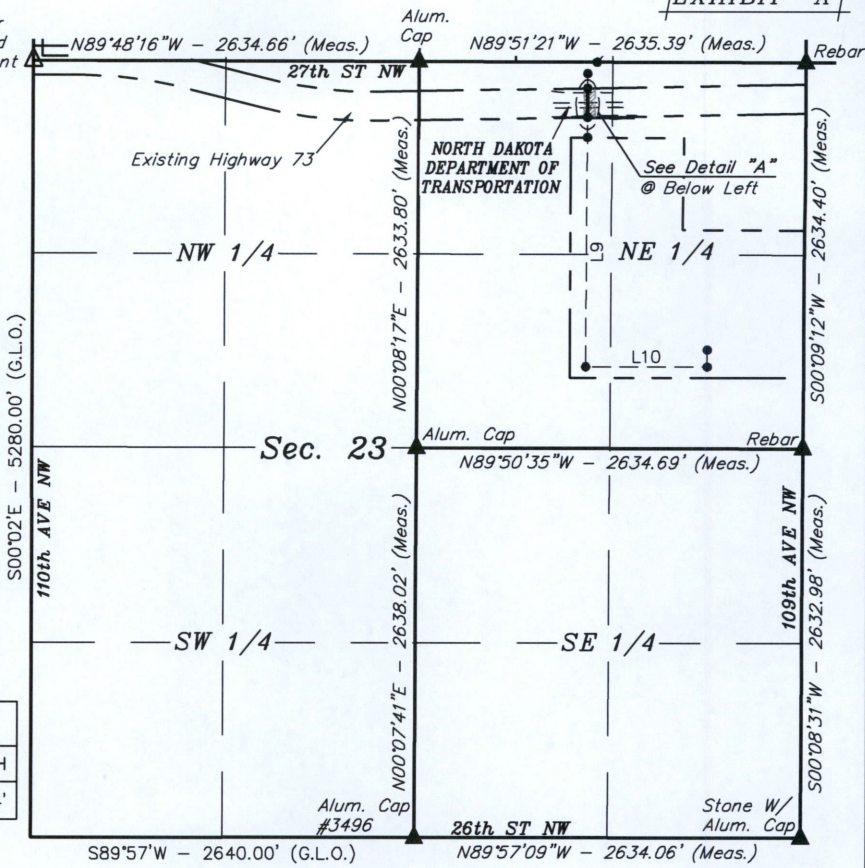 EXHIBIT "A"
Alum.
Cap
N89°48'16"W - 2634.66' (Meas.)
N89°51'21"W - 2635.39' (Meas.)
Rebar
27th ST NW
Existing Highway 73
NORTH DAKOTA
DEPARTMENT OF
TRANSPORTATION
See Detail "A"
@ Below Left
NW 1/4
N00°08'17"E - 2633.80' (Meas.)
L9
NE 1/4
S00°09'12"W - 2634.40' (Meas.)
L10
S00°02'E - 5280.00' (G.L.O.)
110th AVE NW
Sec. 23
Alum. Cap
Rebar
N89°50'35"W - 2634.69' (Meas.)
109th AVE NW
SW 1/4
N00°07'41"E - 2638.02' (Meas.)
SE 1/4
S00°08'31"W - 2632.98' (Meas.)
Alum. Cap
#3496
26th ST NW
Stone W/
Alum. Cap
S89°57'W - 2640.00' (G.L.O.)
N89°57'09"W - 2634.06' (Meas.)